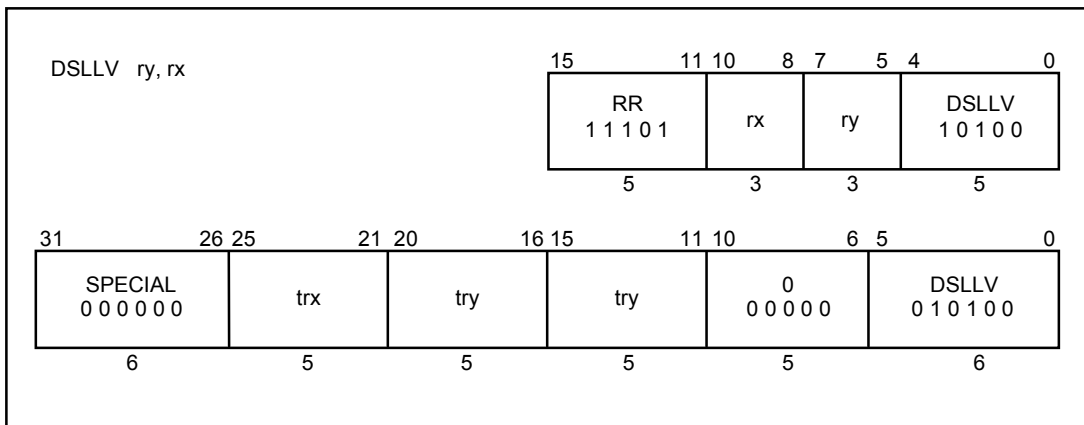 DSLLV ry, rx
15 11 10 8 7 5 4 0
RR rx ry DSLLV
1 1 1 0 1 1 0 1 0 0
5 3 3 5
31 26 25 21 20 16 15 11 10 6 5 0
SPECIAL trx try try 0 DSLLV
0 0 0 0 0 0 0 0 0 0 0 0 1 0 1 0 0
6 5 5 5 5 6